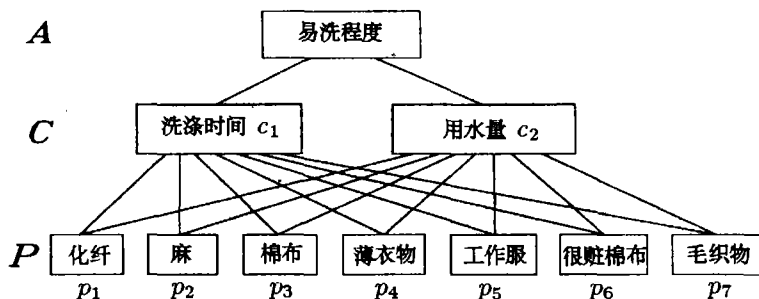 A
易洗程度
C
洗涤时间 c₁
用水量 c₂
P
化纤
麻
棉布
薄衣物
工作服
很脏棉布
毛织物
p₁ p₂ p₃ p₄ p₅ p₆ p₇